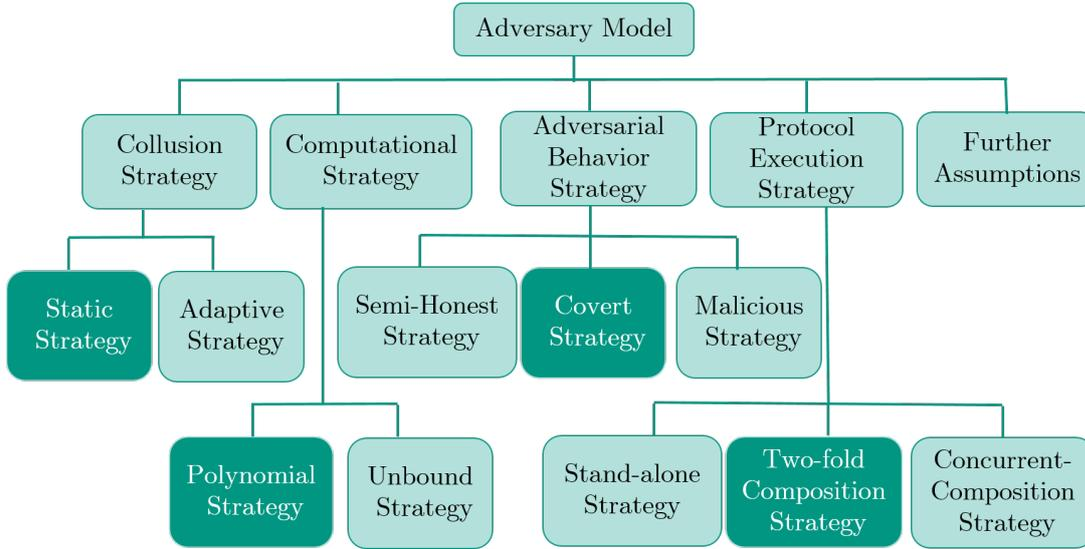 Adversary Model
Collusion
Strategy
Computational
Strategy
Adversarial
Behavior
Strategy
Protocol
Execution
Strategy
Further
Assumptions
Static
Strategy
Adaptive
Strategy
Semi-Honest
Strategy
Covert
Strategy
Malicious
Strategy
Polynomial
Strategy
Unbound
Strategy
Stand-alone
Strategy
Two-fold
Composition
Strategy
Concurrent-
Composition
Strategy